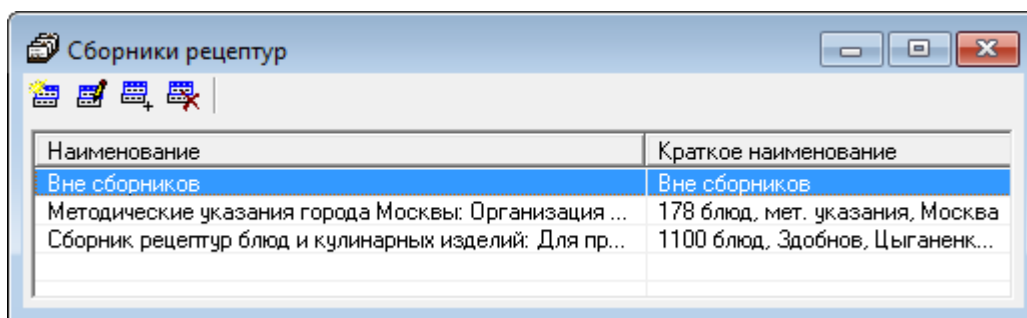 Сборники рецептур
Наименование Краткое наименование
Вне сборников Вне сборников
Методические указания города Москвы: Организация ... 178 блюд, мет. указания, Москва
Сборник рецептур блюд и кулинарных изделий: Для пр... 1100 блюд, Здобнов, Цыганенк...